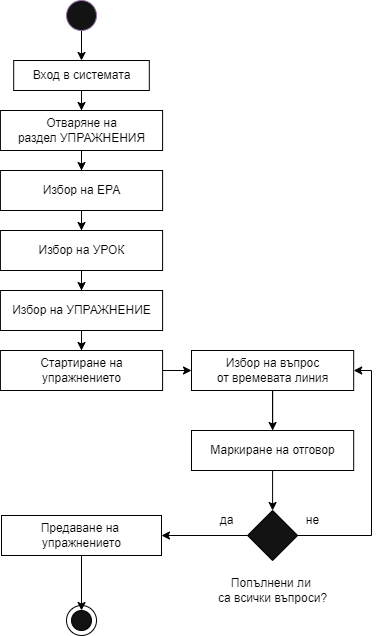 Вход в системата
Отваряне на
раздел УПРАЖНЕНИЯ
Избор на ЕРА
Избор на УРОК
Избор на УПРАЖНЕНИЕ
Стартиране на
упражнението
Избор на въпрос
от времевата линия
Маркиране на отговор
да
не
Попълнени ли
са всички въпроси?
Предаване на
упражнението